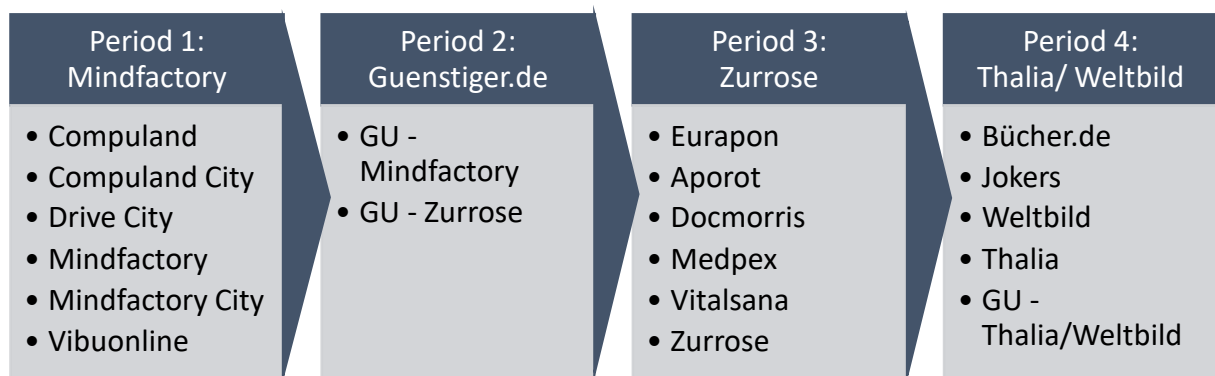 Period 1:
Mindfactory
• Compuland
• Compuland City
• Drive City
• Mindfactory
• Mindfactory City
• Vibuonline
Period 2:
Guenstiger.de
• GU -
Mindfactory
• GU - Zurrose
Period 3:
Zurrose
• Eurapon
• Aporot
• Docmorris
• Medpex
• Vitalsana
• Zurrose
Period 4:
Thalia/ Weltbild
• Bücher.de
• Jokers
• Weltbild
• Thalia
• GU -
Thalia/Weltbild